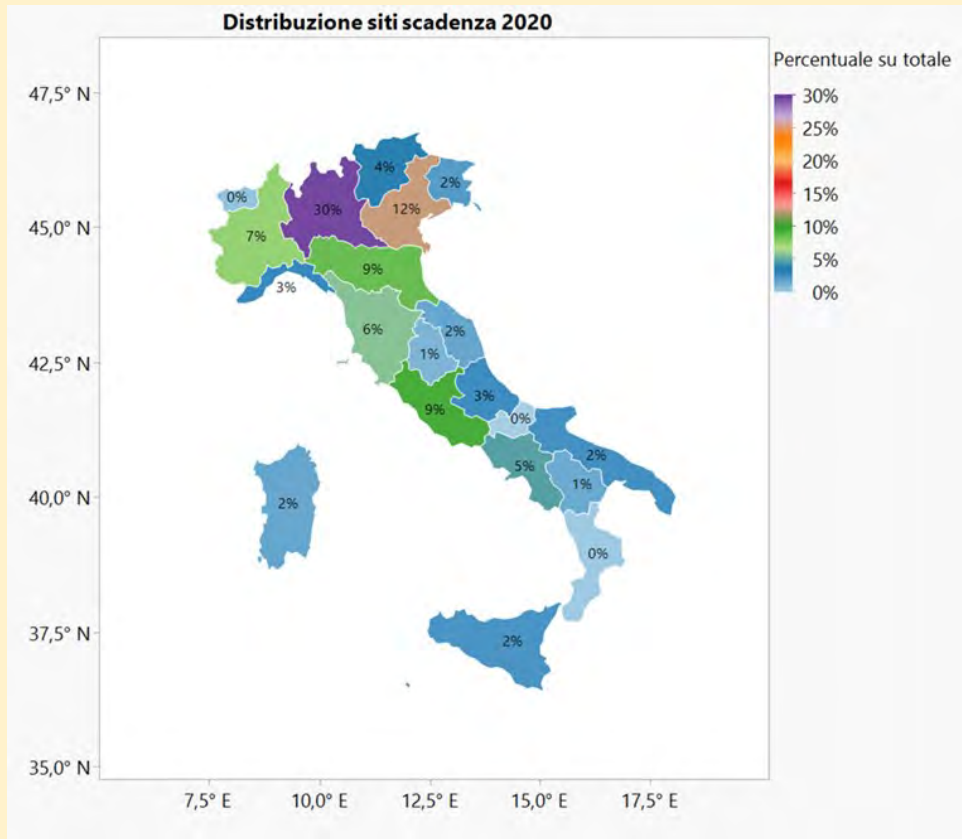 Distribuzione siti scadenza 2020
Percentuale su totale
30%
25%
20%
15%
10%
5%
0%
47,5° N
45,0° N
42,5° N
40,0° N
37,5° N
35,0° N
4%
2%
0%
30%
12%
7%
9%
3%
6%
2%
1%
3%
9%
0%
2%
5%
1%
2%
0%
2%
7,5° E
10,0° E
12,5° E
15,0° E
17,5° E